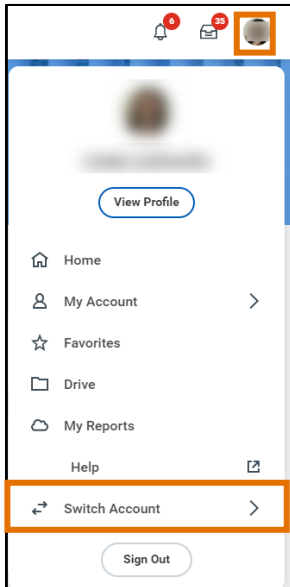 6
35
View Profile
Home
My Account
Favorites
Drive
My Reports
Help
Switch Account
Sign Out